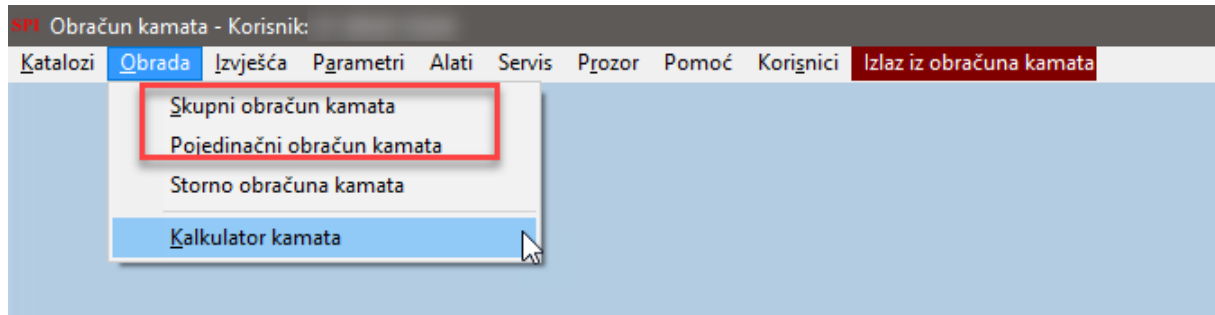 SPI Obračun kamata - Korisnik:
Katalozi Obrada Izvješća Parametri Alati Servis Prozor Pomoć Korisnici Izlaz iz obračuna kamata
Skupni obračun kamata
Pojedinačni obračun kamata
Storno obračuna kamata
Kalkulator kamata